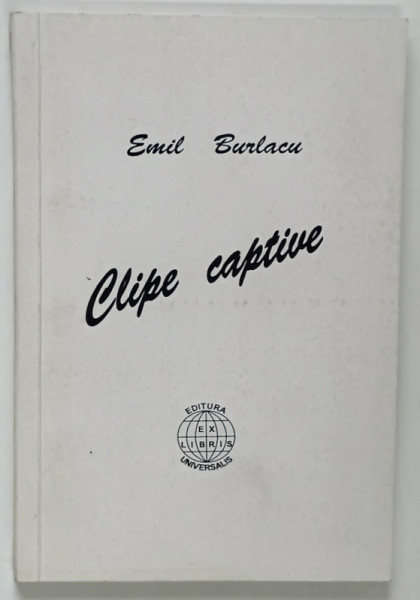 Emil Burlacu
Clipe captive
EDITURA
EX
LIBRIS
UNIVERSALIS